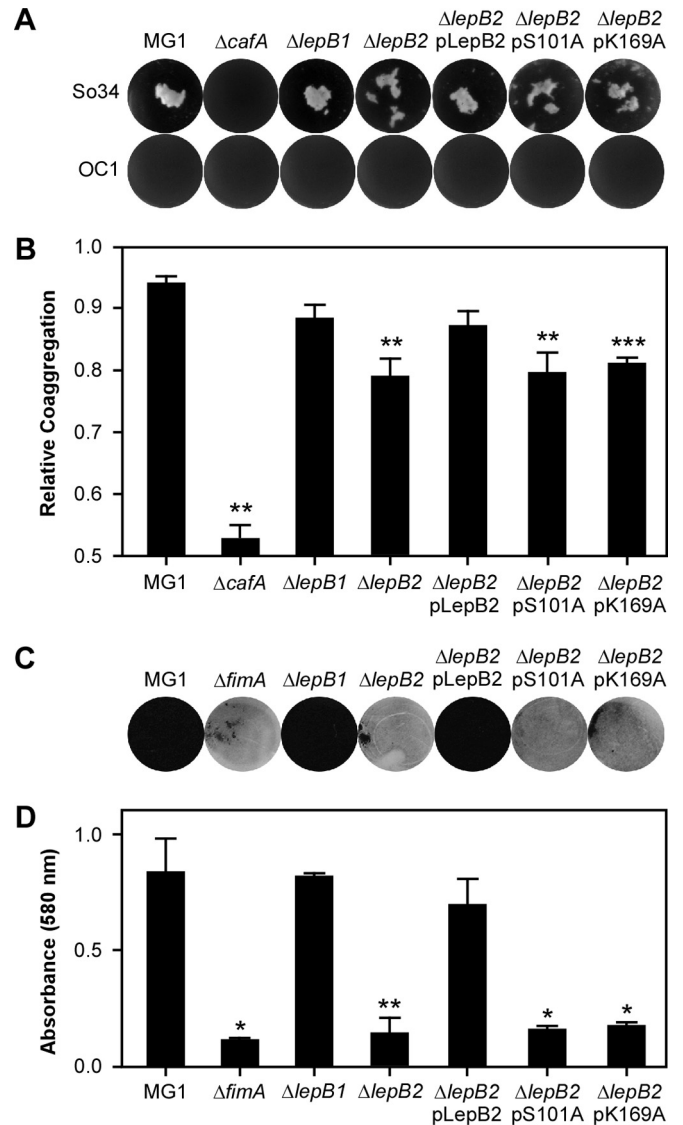 A
MG1 ΔcafA ΔlepB1 ΔlepB2 ΔlepB2 ΔlepB2 ΔlepB2
pLepB2 pS101A pK169A
So34
OC1
B
1.0
0.9
0.8
0.7
0.6
0.5
Relative Coaggregation
** ** ** ***
MG1 ΔcafA ΔlepB1 ΔlepB2 ΔlepB2 ΔlepB2 ΔlepB2
pLepB2 pS101A pK169A
C
MG1 ΔfimA ΔlepB1 ΔlepB2 ΔlepB2 ΔlepB2 ΔlepB2
pLepB2 pS101A pK169A
D
1.0
0.5
0.0
Absorbance (580 nm)
* ** * *
MG1 ΔfimA ΔlepB1 ΔlepB2 ΔlepB2 ΔlepB2 ΔlepB2
pLepB2 pS101A pK169A